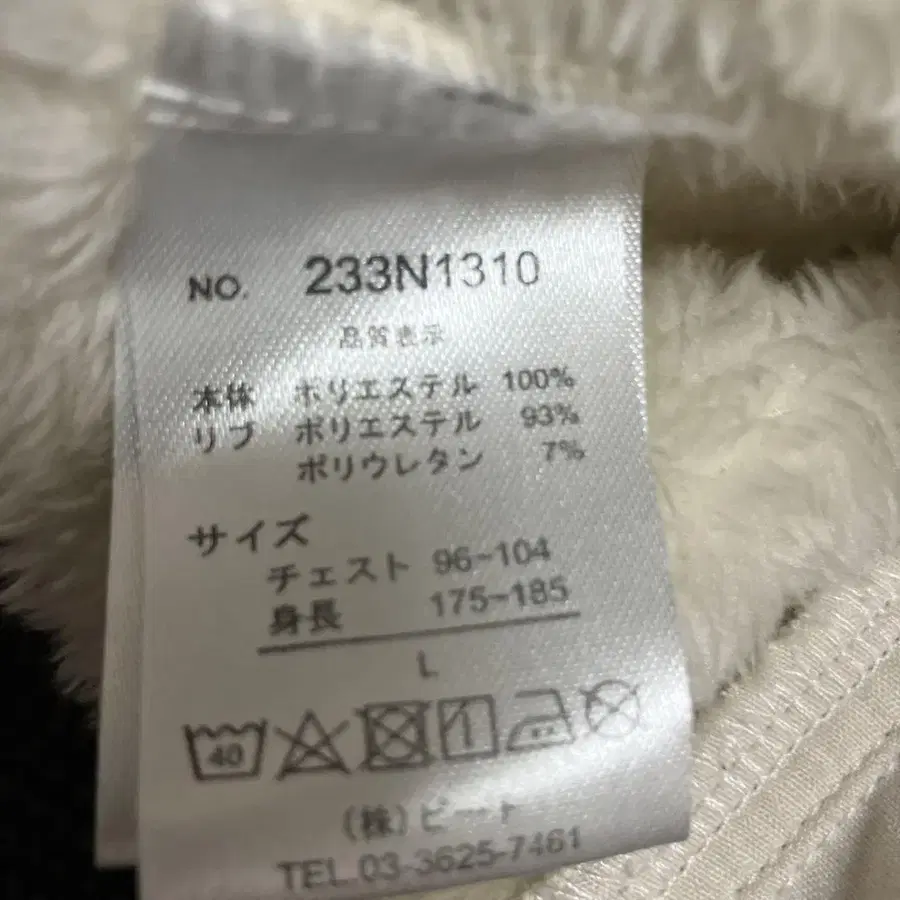 NO. 233N1310
品質表示
本体 ポリエステル 100%
リブ ポリエステル 93%
ポリウレタン 7%
サイズ
チェスト 96~104
身長 175~185
L
40
(株)ビート
TEL.03-3625-7461